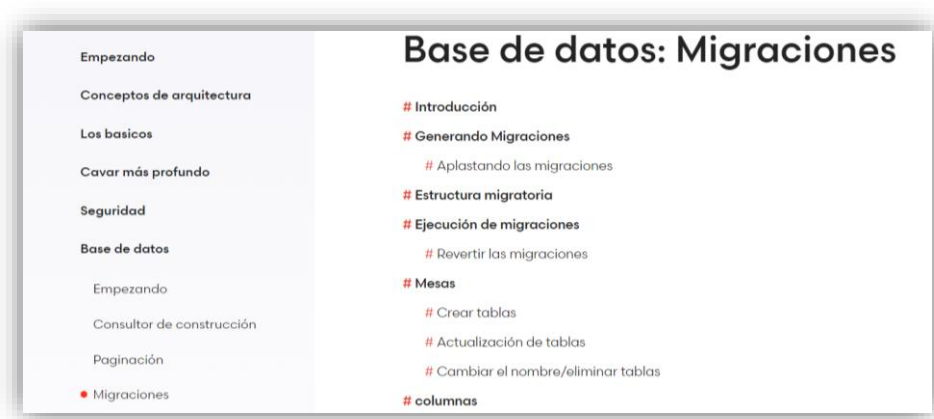 Empezando
Conceptos de arquitectura
Los basicos
Cavar más profundo
Seguridad
Base de datos
Empezando
Consultor de construcción
Paginación
Migraciones
Base de datos: Migraciones
# Introducción
# Generando Migraciones
# Aplastando las migraciones
# Estructura migratoria
# Ejecución de migraciones
# Revertir las migraciones
# Mesas
# Crear tablas
# Actualización de tablas
# Cambiar el nombre/eliminar tablas
# columnas